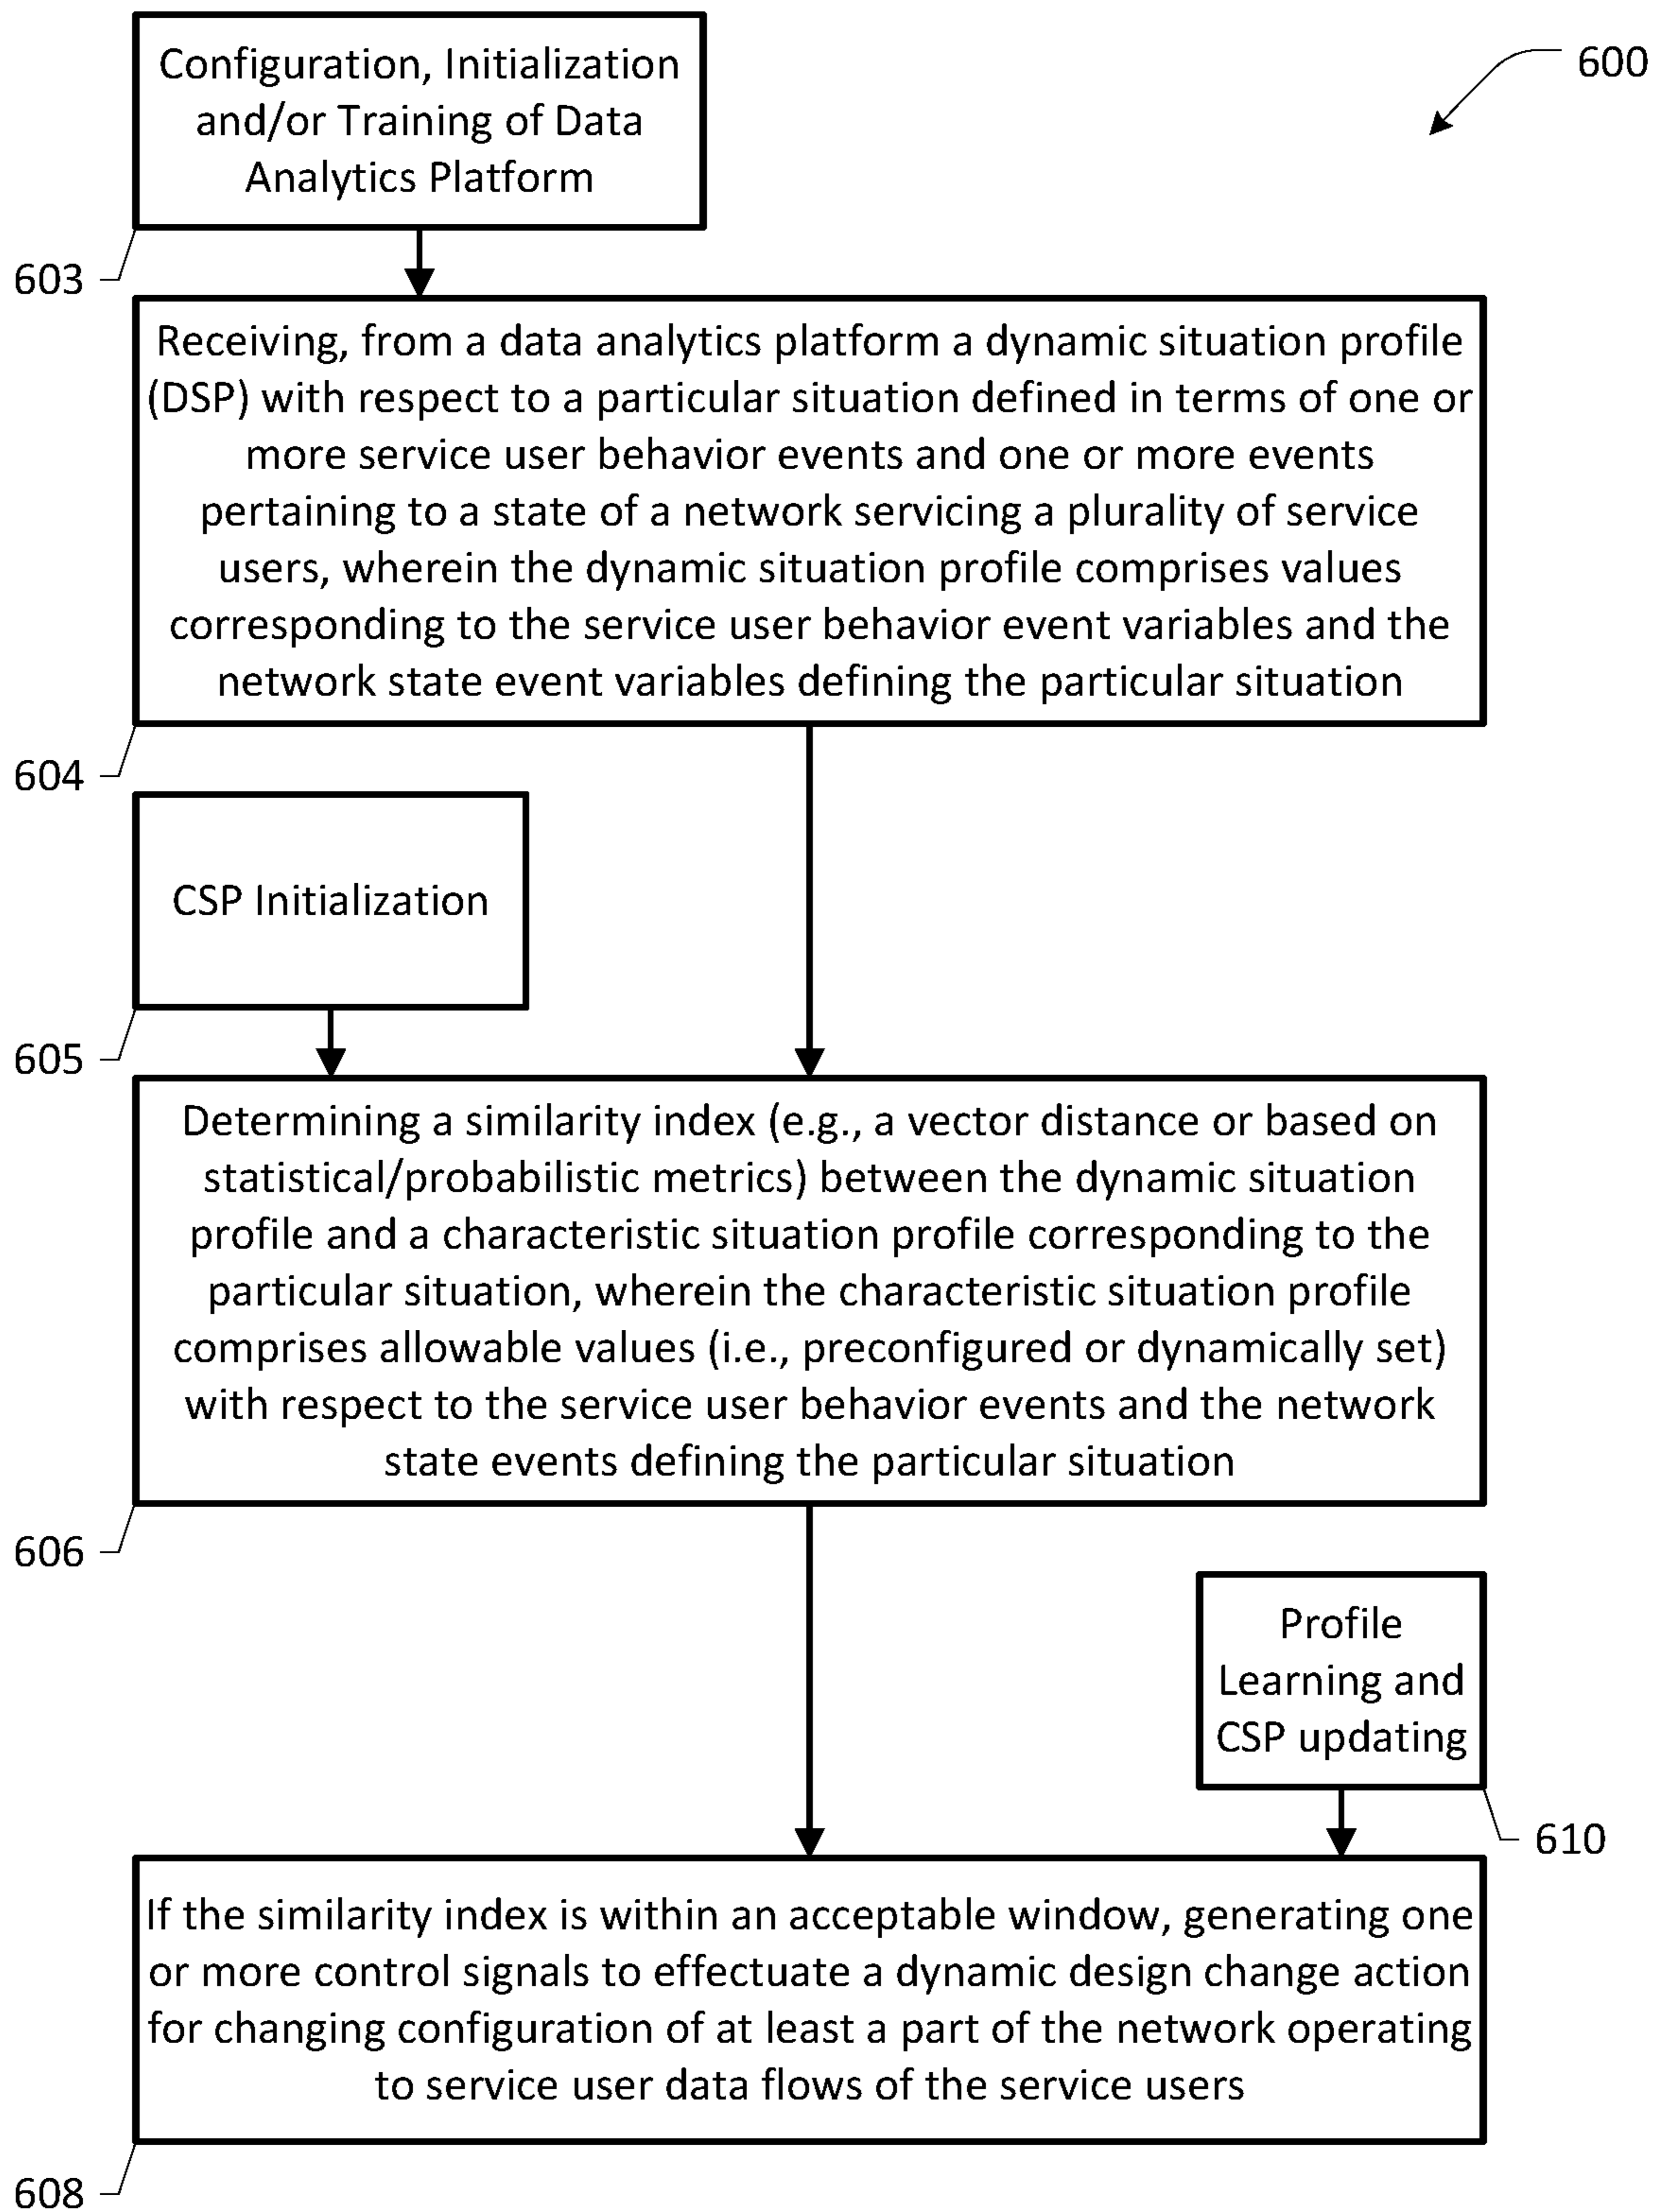 Configuration, Initialization
and/or Training of Data
Analytics Platform
600
603
Receiving, from a data analytics platform a dynamic situation profile
(DSP) with respect to a particular situation defined in terms of one or
more service user behavior events and one or more events
pertaining to a state of a network servicing a plurality of service
users, wherein the dynamic situation profile comprises values
corresponding to the service user behavior event variables and the
network state event variables defining the particular situation
604
CSP Initialization
605
Determining a similarity index (e.g., a vector distance or based on
statistical/probabilistic metrics) between the dynamic situation
profile and a characteristic situation profile corresponding to the
particular situation, wherein the characteristic situation profile
comprises allowable values (i.e., preconfigured or dynamically set)
with respect to the service user behavior events and the network
state events defining the particular situation
606
Profile
Learning and
CSP updating
610
If the similarity index is within an acceptable window, generating one
or more control signals to effectuate a dynamic design change action
for changing configuration of at least a part of the network operating
to service user data flows of the service users
608